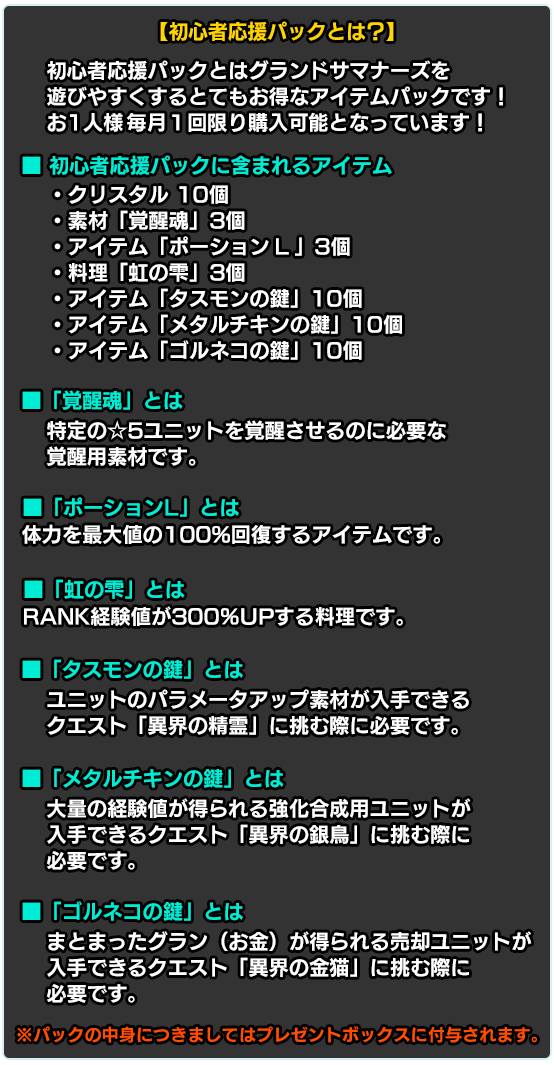 【初心者応援パックとは?】
初心者応援パックとはグランドサマナーズを
遊びやすくするとてもお得なアイテムパックです！
お1人様 毎月1回限り購入可能となっています！
■ 初心者応援パックに含まれるアイテム
・クリスタル 10個
・素材「覚醒魂」3個
・アイテム「ポーションL」3個
・料理「虹の雫」3個
・アイテム「タスモンの鍵」10個
・アイテム「メタルチキンの鍵」10個
・アイテム「ゴルネコの鍵」10個
■「覚醒魂」とは
特定の☆5ユニットを覚醒させるのに必要な
覚醒用素材です。
■「ポーションL」とは
体力を最大値の100%回復するアイテムです。
■「虹の雫」とは
RANK経験値が300%UPする料理です。
■「タスモンの鍵」とは
ユニットのパラメータアップ素材が入手できる
クエスト「異界の精霊」に挑む際に必要です。
■「メタルチキンの鍵」とは
大量の経験値が得られる強化合成用ユニットが
入手できるクエスト「異界の銀鳥」に挑む際に
必要です。
■「ゴルネコの鍵」とは
まとまったグラン（お金）が得られる売却ユニットが
入手できるクエスト「異界の金猫」に挑む際に
必要です。
※パックの中身につきましてはプレゼントボックスに付与されます。